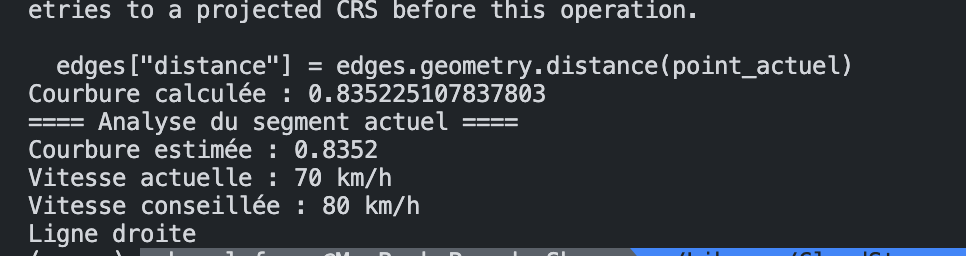 etries to a projected CRS before this operation.
edges["distance"] = edges.geometry.distance(point_actuel)
Courbure calculée : 0.835225107837803
==== Analyse du segment actuel ====
Courbure estimée : 0.8352
Vitesse actuelle : 70 km/h
Vitesse conseillée : 80 km/h
Ligne droite